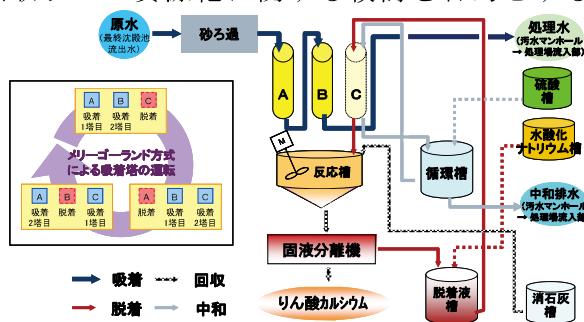 原水
(最終沈殿池
流出水)
砂ろ過
A
B
C
処理水
(汚水マンホール
→ 処理場流入部)
硫酸
槽
水酸化
ナトリウム槽
中和排水
(汚水マンホール
→ 処理場流入部)
消石灰
槽
循環槽
M
反応槽
固液分離機
りん酸カルシウム
脱着液
槽
A
B
C
吸着
1塔目
吸着
2塔目
脱着
メリーゴーランド方式
による吸着塔の運転
A
B
C
吸着
2塔目
脱着
吸着
1塔目
A
B
C
脱着
吸着
1塔目
吸着
2塔目
吸着
回収
脱着
中和